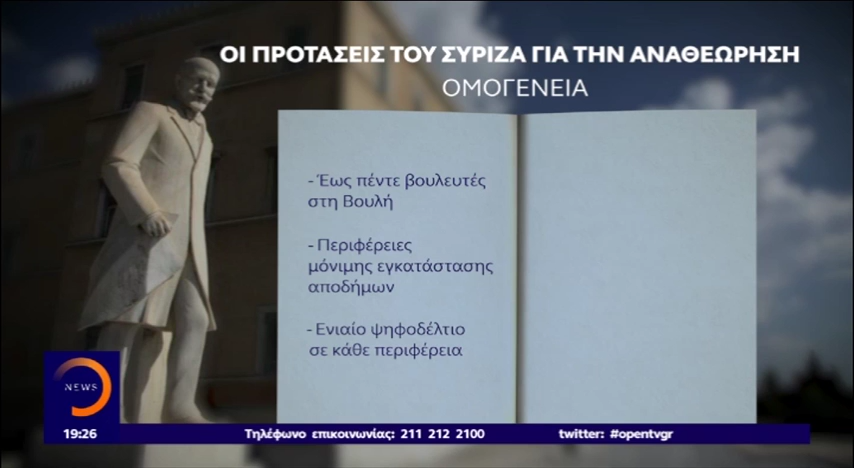 ΟΙ ΠΡΟΤΑΣΕΙΣ ΤΟΥ ΣΥΡΙΖΑ ΓΙΑ ΤΗΝ ΑΝΑΘΕΩΡΗΣΗ
ΟΜΟΓΕΝΕΙΑ
- Έως πέντε βουλευτές
στη Βουλή
- Περιφέρειες
μόνιμης εγκατάστασης
αποδήμων
- Ενιαίο ψηφοδέλτιο
σε κάθε περιφέρεια
NEWS
19:26
Τηλέφωνο επικοινωνίας: 211 212 2100
twitter: #opentvgr